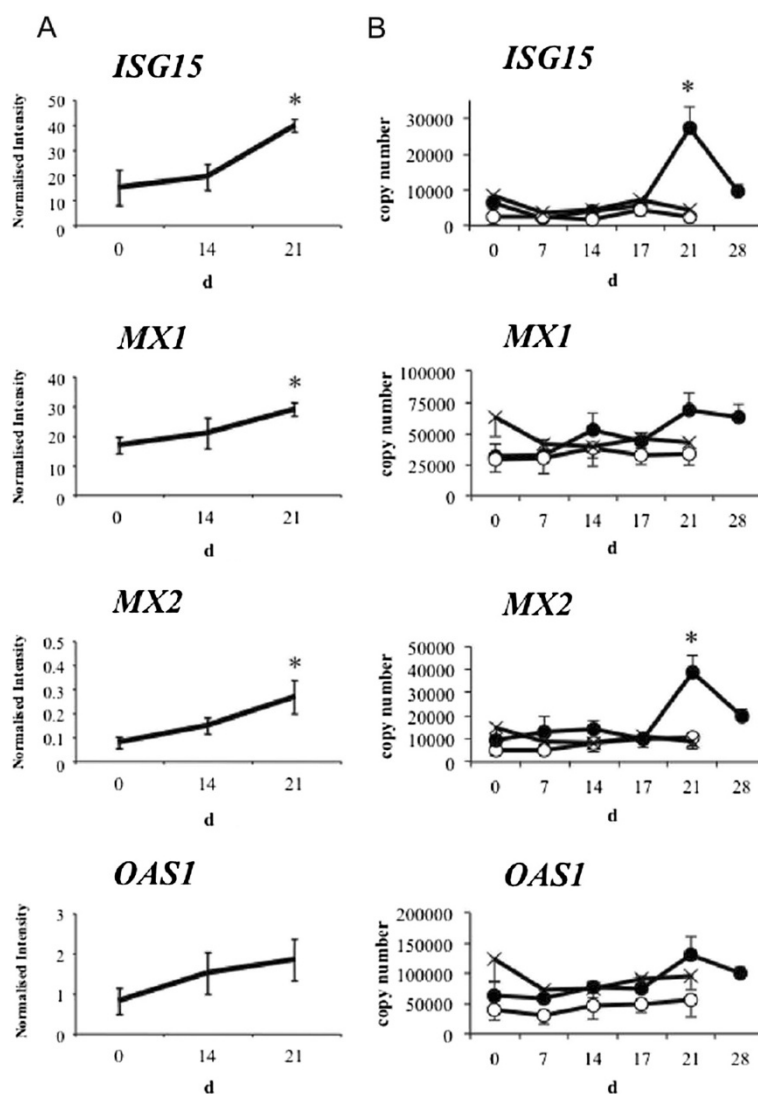 A
B
ISG15
ISG15
Normalised Intensity
50
40
30
20
10
0
*
0 14 21
d
copy number
30000
20000
10000
0
*
0 7 14 17 21 28
d
MX1
MX1
Normalised Intensity
40
30
20
10
0
*
0 14 21
d
copy number
100000
75000
50000
25000
0
0 7 14 17 21 28
d
MX2
MX2
Normalised Intensity
0.5
0.4
0.3
0.2
0.1
0
*
0 14 21
d
copy number
50000
40000
30000
20000
10000
0
*
0 7 14 17 21 28
d
OAS1
OAS1
Normalised Intensity
3
2
1
0
0 14 21
d
copy number
200000
150000
100000
50000
0
0 7 14 17 21 28
d